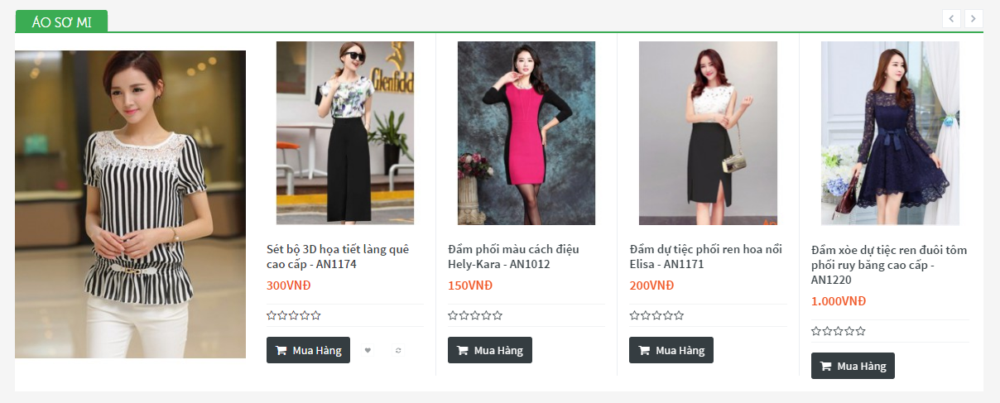 ÁO SƠ MI
Glenfidd
Sét bộ 3D họa tiết làng quê
cao cấp - AN1174
300VNĐ
Mua Hàng
Đầm phối màu cách điệu
Hely-Kara - AN1012
150VNĐ
Mua Hàng
Đầm dự tiệc phối ren hoa nổi
Elisa - AN1171
200VNĐ
Mua Hàng
Đầm xòe dự tiệc ren đuôi tôm
phối ruy băng cao cấp -
AN1220
1.000VNĐ
Mua Hàng